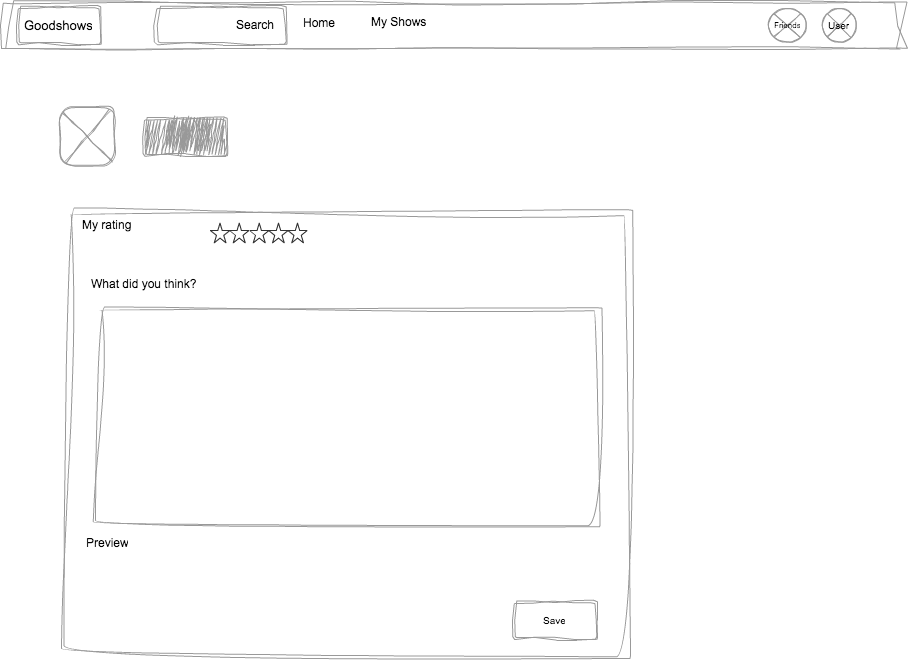 Goodshows
Search
Home
My Shows
Friends
User
My rating
What did you think?
Preview
Save